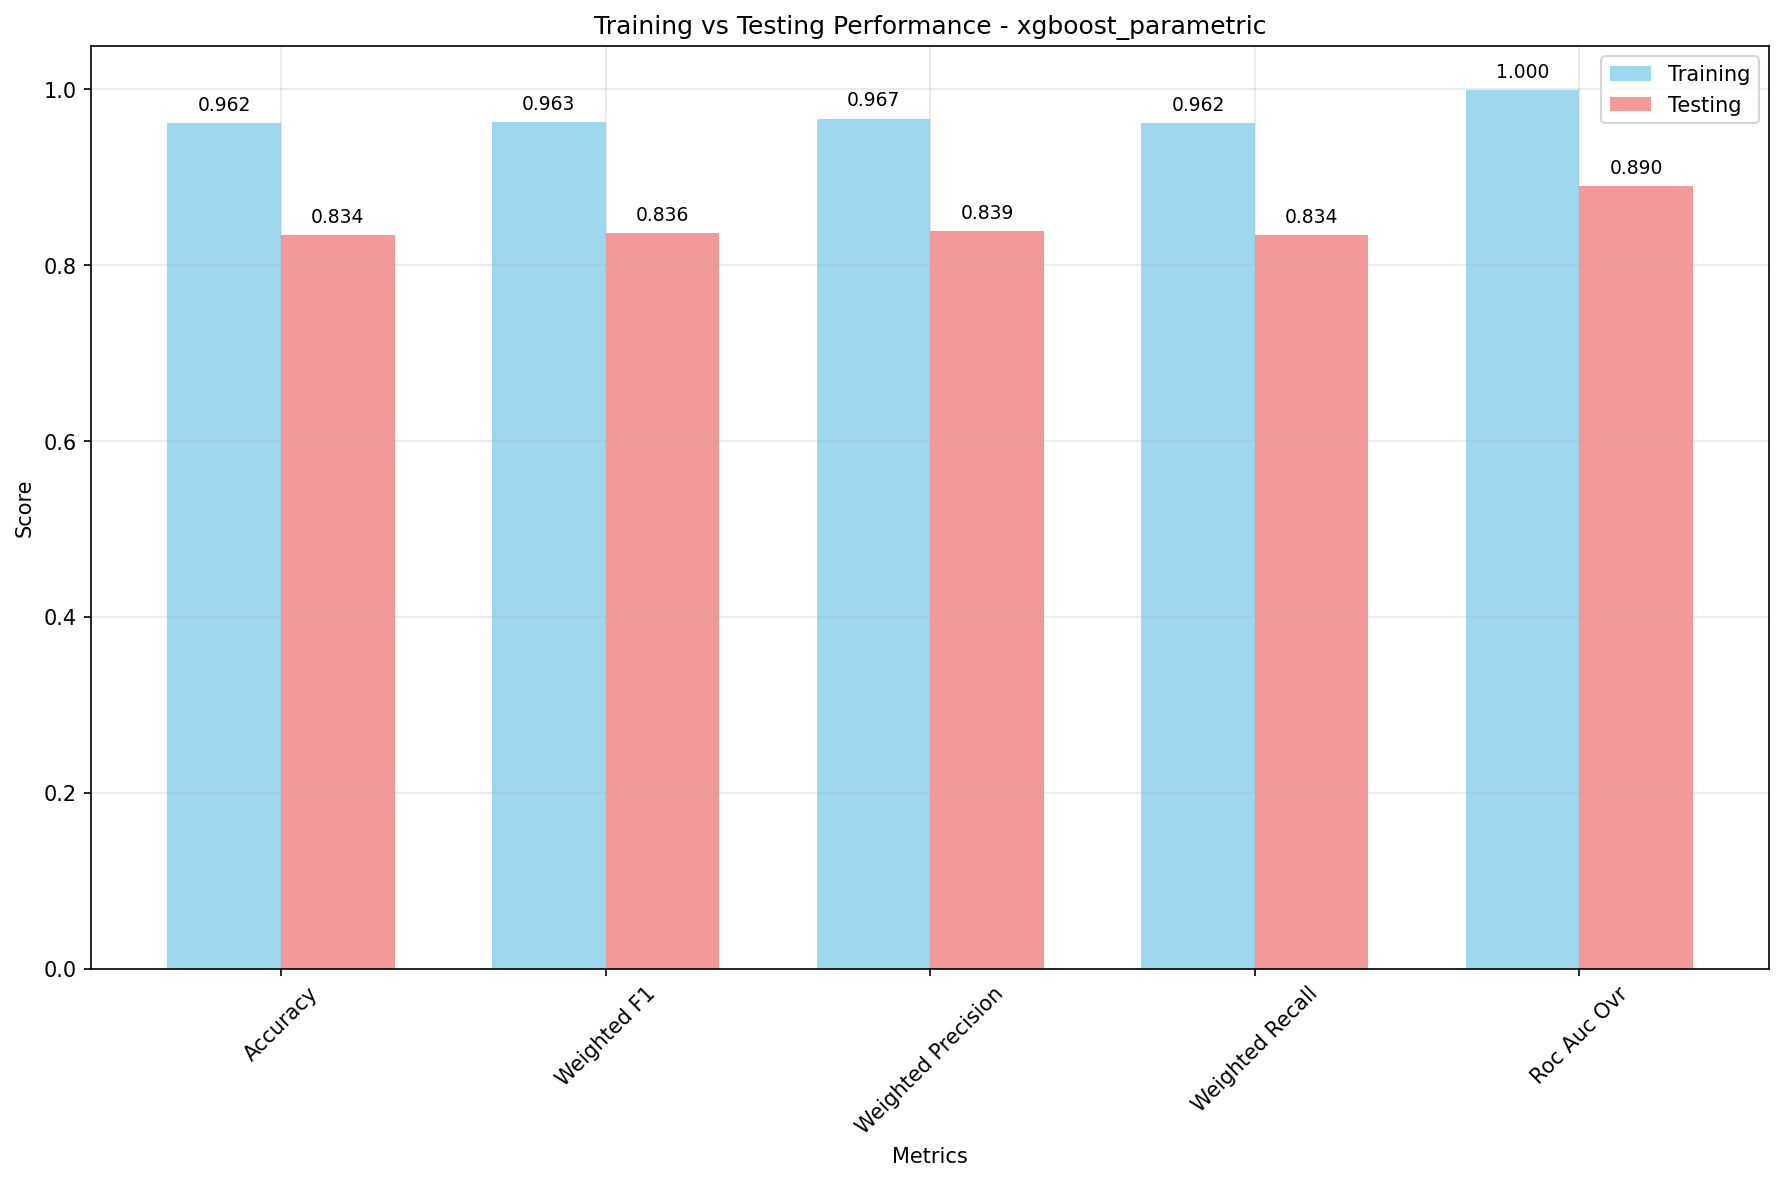 Training vs Testing Performance - xgboost_parametric
Training
Testing
1.0
0.8
0.6
0.4
0.2
0.0
Score
0.962
0.834
0.963
0.836
0.967
0.839
0.962
0.834
1.000
0.890
Accuracy
Weighted F1
Weighted Precision
Weighted Recall
Roc Auc Ovr
Metrics